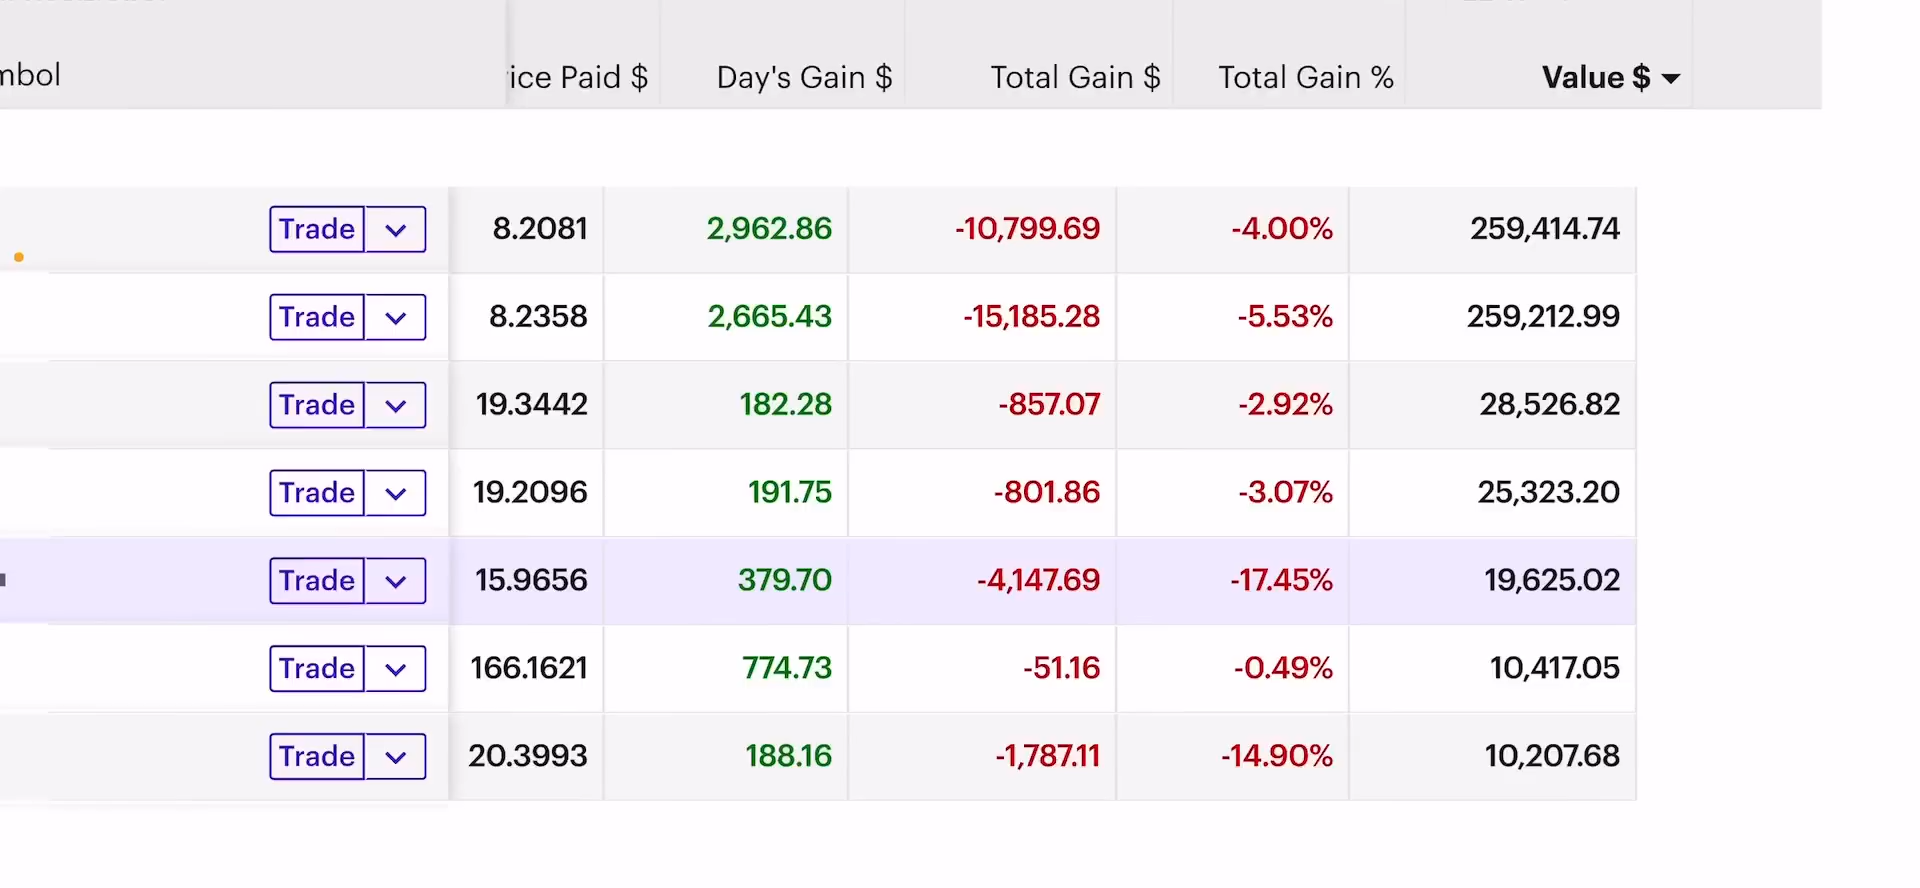 mbol ice Paid $ Day's Gain $ Total Gain $ Total Gain % Value $
Trade 8.2081 2,962.86 -10,799.69 -4.00% 259,414.74
Trade 8.2358 2,665.43 -15,185.28 -5.53% 259,212.99
Trade 19.3442 182.28 -857.07 -2.92% 28,526.82
Trade 19.2096 191.75 -801.86 -3.07% 25,323.20
Trade 15.9656 379.70 -4,147.69 -17.45% 19,625.02
Trade 166.1621 774.73 -51.16 -0.49% 10,417.05
Trade 20.3993 188.16 -1,787.11 -14.90% 10,207.68